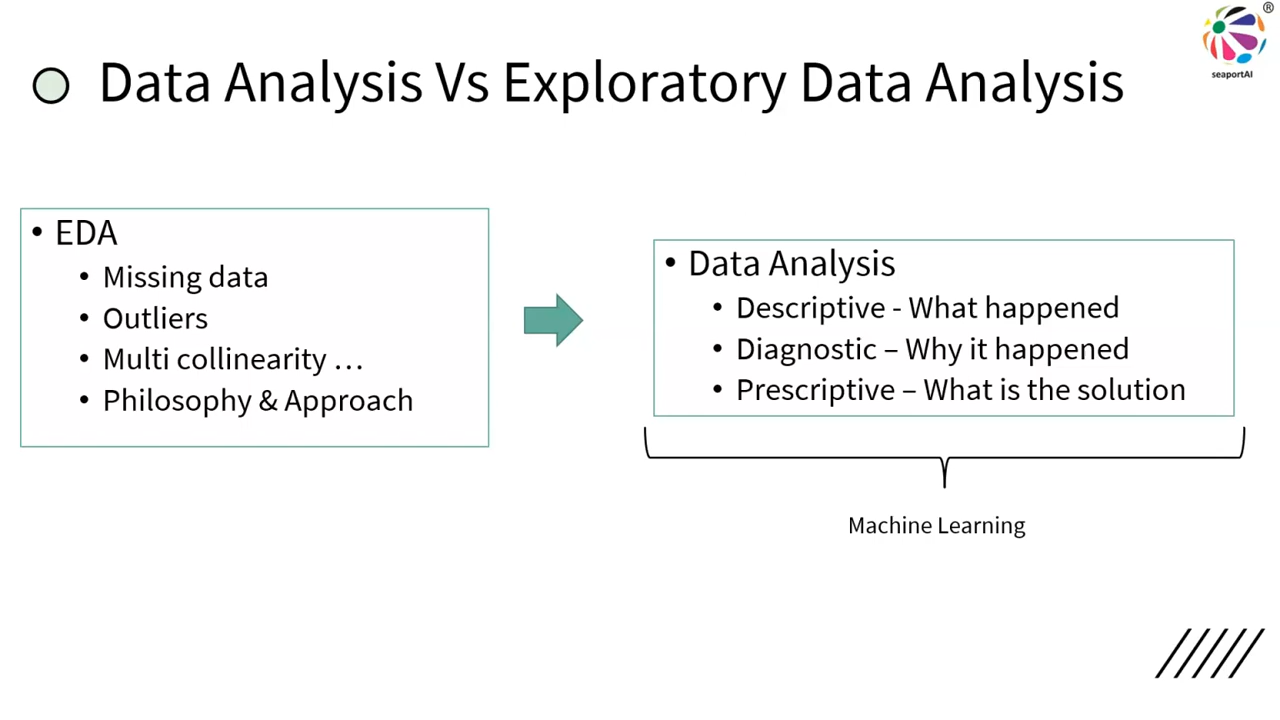 ®
seaportAI
Data Analysis Vs Exploratory Data Analysis
• EDA
• Missing data
• Outliers
• Multi collinearity ...
• Philosophy & Approach
• Data Analysis
• Descriptive - What happened
• Diagnostic – Why it happened
• Prescriptive – What is the solution
Machine Learning